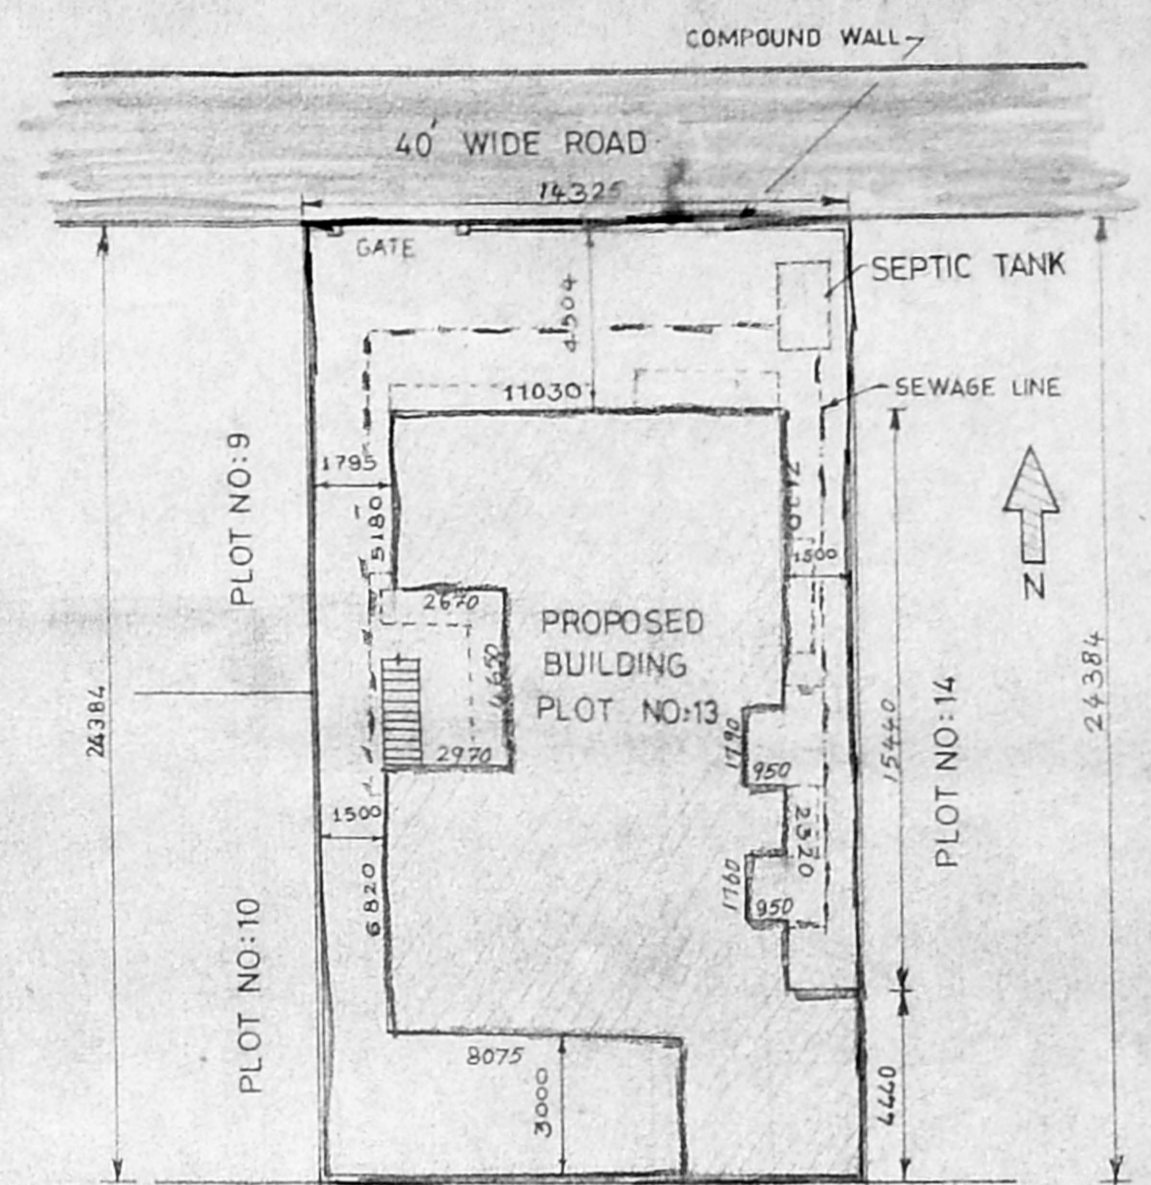 COMPOUND WALL
40' WIDE ROAD
14325
GATE
SEPTIC TANK
4504
11030
SEWAGE LINE
PLOT NO:9
1795
5180
1500
2670
PROPOSED
BUILDING
PLOT NO:13
4650
N
24384
2970
1790
950
15440
PLOT NO:14
24384
1500
2320
6820
1760
950
PLOT NO:10
8075
3000
4440